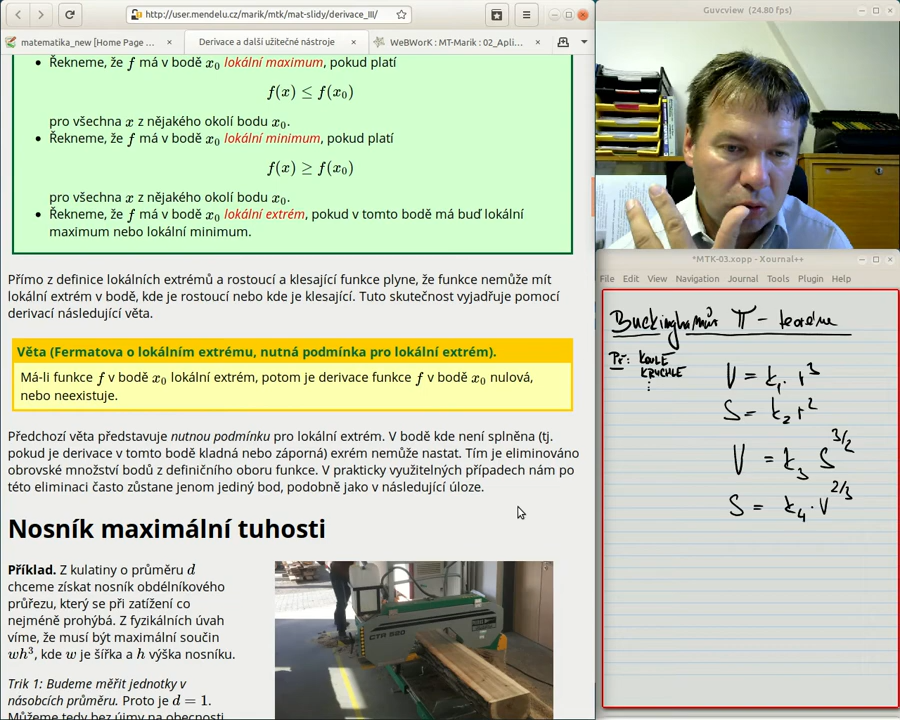 http://user.mendelu.cz/marik/mtk/mat-slidy/derivace_III/
matematika_new [Home Page ...
Derivace a další užitečné nástroje
WeBWorK : MT-Marik : 02_Apli...
Řekneme, že f má v bodě x₀ lokální maximum, pokud platí
f(x) ≤ f(x₀)
pro všechna x z nějakého okolí bodu x₀.
Řekneme, že f má v bodě x₀ lokální minimum, pokud platí
f(x) ≥ f(x₀)
pro všechna x z nějakého okolí bodu x₀.
Řekneme, že f má v bodě x₀ lokální extrém, pokud v tomto bodě má buď lokální
maximum nebo lokální minimum.
Přímo z definice lokálních extrémů a rostoucí a klesající funkce plyne, že funkce nemůže mít
lokální extrém v bodě, kde je rostoucí nebo kde je klesající. Tuto skutečnost vyjadřuje pomocí
derivací následující věta.
Věta (Fermatova o lokálním extrému, nutná podmínka pro lokální extrém).
Má-li funkce f v bodě x₀ lokální extrém, potom je derivace funkce f v bodě x₀ nulová,
nebo neexistuje.
Předchozí věta představuje nutnou podmínku pro lokální extrém. V bodě kde není splněna (tj.
pokud je derivace v tomto bodě kladná nebo záporná) exrém nemůže nastat. Tím je eliminováno
obrovské množství bodů z definičního oboru funkce. V prakticky využitelných případech nám po
této eliminaci často zůstane jenom jediný bod, podobně jako v následující úloze.
Nosník maximální tuhosti
Příklad. Z kulatiny o průměru d
chceme získat nosník obdélníkového
průřezu, který se při zatížení co
nejméně prohýbá. Z fyzikálních úvah
víme, že musí být maximální součin
wh³, kde w je šířka a h výška nosníku.
Trik 1: Budeme měřit jednotky v
násobcích průměru. Proto je d = 1.
Můžeme tedy bez újmy na obecnosti
CTR 520
Guvcview (24.80 fps)
*MTK-03.xopp - Xournal++
File Edit View Navigation Journal Tools Plugin Help
Buckinghamův π - teorém
Př: KOULE
KRYCHLE
⋮
V = k₁ · r³
S = k₂ r²
V = k₃ S^3/2
S = k₄ · V^2/3